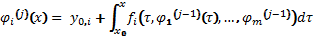 φᵢ⁽ʲ⁾(x) = y₀,ᵢ + ∫ₓ₀ˣ fᵢ(τ, φ₁⁽ʲ⁻¹⁾(τ), …, φₘ⁽ʲ⁻¹⁾)dτ